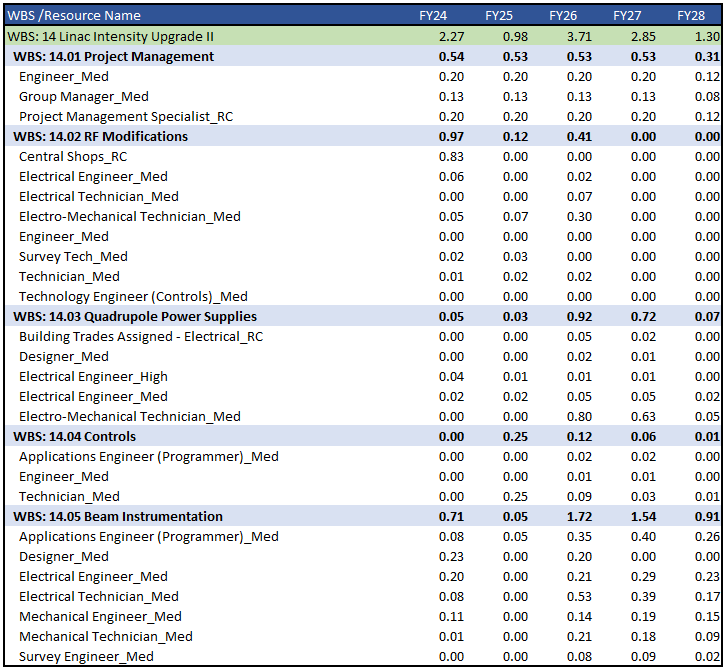 WBS /Resource Name FY24 FY25 FY26 FY27 FY28
WBS: 14 Linac Intensity Upgrade II 2.27 0.98 3.71 2.85 1.30
WBS: 14.01 Project Management 0.54 0.53 0.53 0.53 0.31
Engineer_Med 0.20 0.20 0.20 0.20 0.12
Group Manager_Med 0.13 0.13 0.13 0.13 0.08
Project Management Specialist_RC 0.20 0.20 0.20 0.20 0.12
WBS: 14.02 RF Modifications 0.97 0.12 0.41 0.00 0.00
Central Shops_RC 0.83 0.00 0.00 0.00 0.00
Electrical Engineer_Med 0.06 0.00 0.02 0.00 0.00
Electrical Technician_Med 0.00 0.00 0.07 0.00 0.00
Electro-Mechanical Technician_Med 0.05 0.07 0.30 0.00 0.00
Engineer_Med 0.00 0.00 0.00 0.00 0.00
Survey Tech_Med 0.02 0.03 0.00 0.00 0.00
Technician_Med 0.01 0.02 0.02 0.00 0.00
Technology Engineer (Controls)_Med 0.00 0.00 0.00 0.00 0.00
WBS: 14.03 Quadrupole Power Supplies 0.05 0.03 0.92 0.72 0.07
Building Trades Assigned - Electrical_RC 0.00 0.00 0.05 0.02 0.00
Designer_Med 0.00 0.00 0.02 0.01 0.00
Electrical Engineer_High 0.04 0.01 0.01 0.01 0.00
Electrical Engineer_Med 0.02 0.02 0.05 0.05 0.02
Electro-Mechanical Technician_Med 0.00 0.00 0.80 0.63 0.05
WBS: 14.04 Controls 0.00 0.25 0.12 0.06 0.01
Applications Engineer (Programmer)_Med 0.00 0.00 0.02 0.02 0.00
Engineer_Med 0.00 0.00 0.01 0.01 0.00
Technician_Med 0.00 0.25 0.09 0.03 0.01
WBS: 14.05 Beam Instrumentation 0.71 0.05 1.72 1.54 0.91
Applications Engineer (Programmer)_Med 0.08 0.05 0.35 0.40 0.26
Designer_Med 0.23 0.00 0.20 0.00 0.00
Electrical Engineer_Med 0.20 0.00 0.21 0.29 0.23
Electrical Technician_Med 0.08 0.00 0.53 0.39 0.17
Mechanical Engineer_Med 0.11 0.00 0.14 0.19 0.15
Mechanical Technician_Med 0.01 0.00 0.21 0.18 0.09
Survey Engineer_Med 0.00 0.00 0.08 0.09 0.02